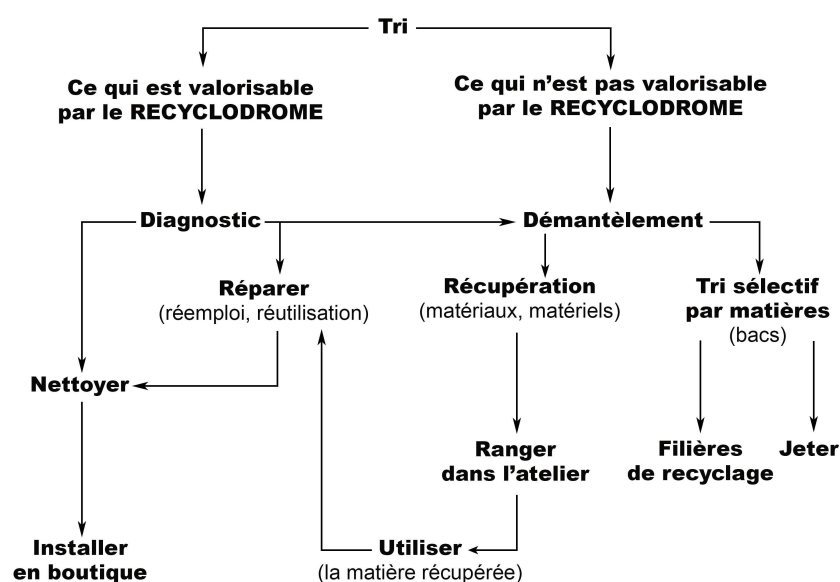 Tri
Ce qui est valorisable
par le RECYCLODROME
Ce qui n'est pas valorisable
par le RECYCLODROME
Diagnostic
Démantèlement
Réparer
(réemploi, réutilisation)
Récupération
(matériaux, matériels)
Tri sélectif
par matières
(bacs)
Nettoyer
Ranger
dans l'atelier
Filières
de recyclage
Jeter
Installer
en boutique
Utiliser
(la matière récupérée)